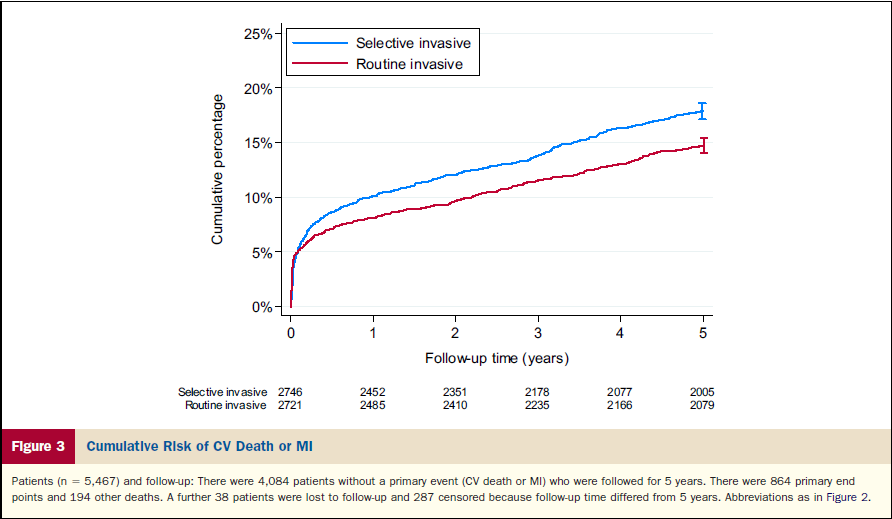 25%
20%
15%
10%
5%
0%
Cumulative percentage
Selective invasive
Routine invasive
0 1 2 3 4 5
Follow-up time (years)
Selective invasive 2746 2452 2351 2178 2077 2005
Routine invasive 2721 2485 2410 2235 2166 2079
Figure 3 Cumulative Risk of CV Death or MI
Patients (n = 5,467) and follow-up: There were 4,084 patients without a primary event (CV death or MI) who were followed for 5 years. There were 864 primary end
points and 194 other deaths. A further 38 patients were lost to follow-up and 287 censored because follow-up time differed from 5 years. Abbreviations as in Figure 2.